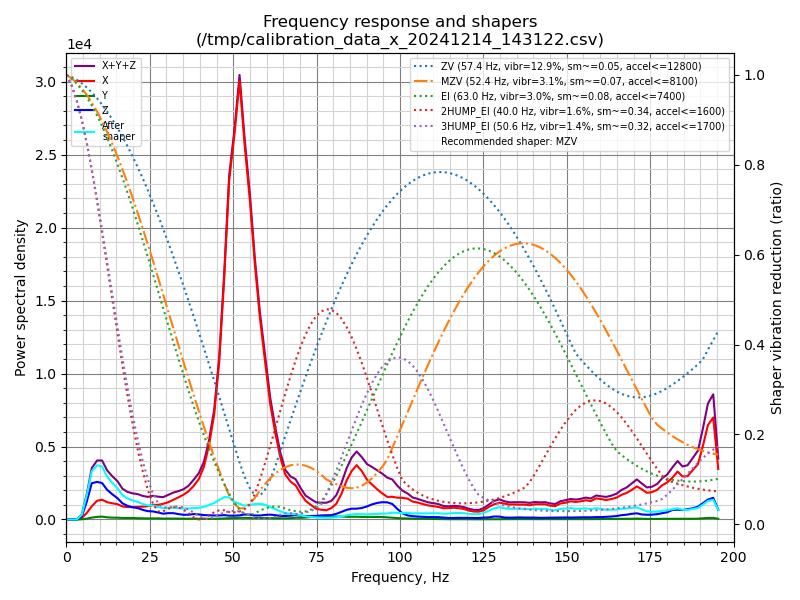 Frequency response and shapers
(/tmp/calibration_data_x_20241214_143122.csv)
1e4
X+Y+Z
X
Y
Z
After
shaper
ZV (57.4 Hz, vibr=12.9%, sm~=0.05, accel<=12800)
MZV (52.4 Hz, vibr=3.1%, sm~=0.07, accel<=8100)
EI (63.0 Hz, vibr=3.0%, sm~=0.08, accel<=7400)
2HUMP_EI (40.0 Hz, vibr=1.6%, sm~=0.34, accel<=1600)
3HUMP_EI (50.6 Hz, vibr=1.4%, sm~=0.32, accel<=1700)
Recommended shaper: MZV
3.0
2.5
2.0
1.5
1.0
0.5
0.0
Power spectral density
1.0
0.8
0.6
0.4
0.2
0.0
Shaper vibration reduction (ratio)
0 25 50 75 100 125 150 175 200
Frequency, Hz